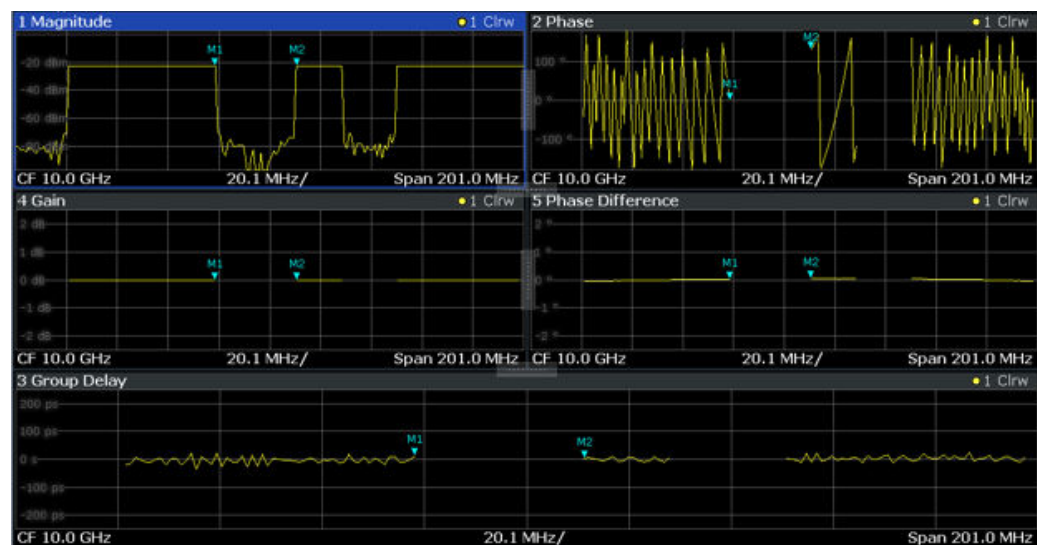 1 Magnitude
1 Clrw
M1
M2
-20 dBm
-40 dBm
-60 dBm
-80 dBm
CF 10.0 GHz
20.1 MHz/
Span 201.0 MHz
2 Phase
1 Clrw
M2
100 °
M1
0 °
-100 °
CF 10.0 GHz
20.1 MHz/
Span 201.0 MHz
4 Gain
1 Clrw
2 dB
1 dB
M1
M2
0 dB
-1 dB
-2 dB
CF 10.0 GHz
20.1 MHz/
Span 201.0 MHz
5 Phase Difference
1 Clrw
2 °
1 °
M1
M2
0 °
-1 °
-2 °
CF 10.0 GHz
20.1 MHz/
Span 201.0 MHz
3 Group Delay
1 Clrw
200 ps
100 ps
M1
M2
0 s
-100 ps
-200 ps
CF 10.0 GHz
20.1 MHz/
Span 201.0 MHz